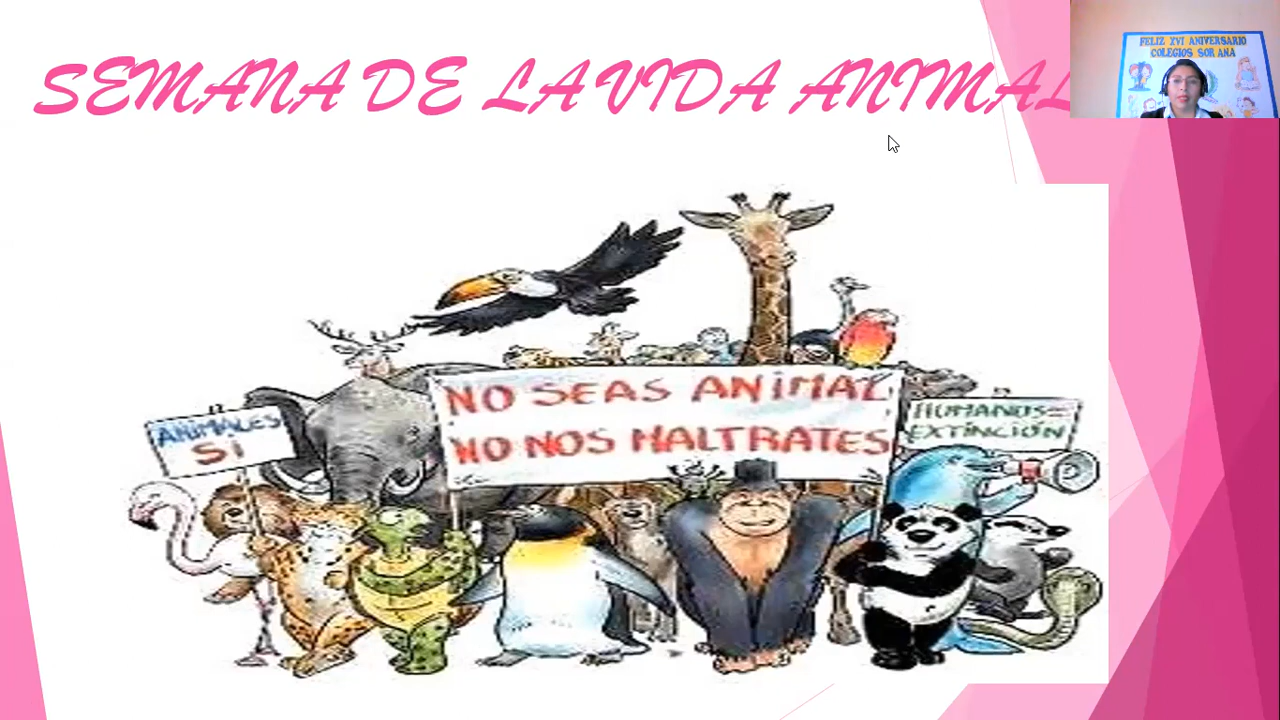 SEMANA DE LA VIDA ANIMAL
FELIZ XVI ANIVERSARIO
COLEGIOS SOR ANA
NO SEAS ANiMAL
NO NOS MALTRATES
ANIMALES
Si
HUMANOS=
EXTINCIÓN